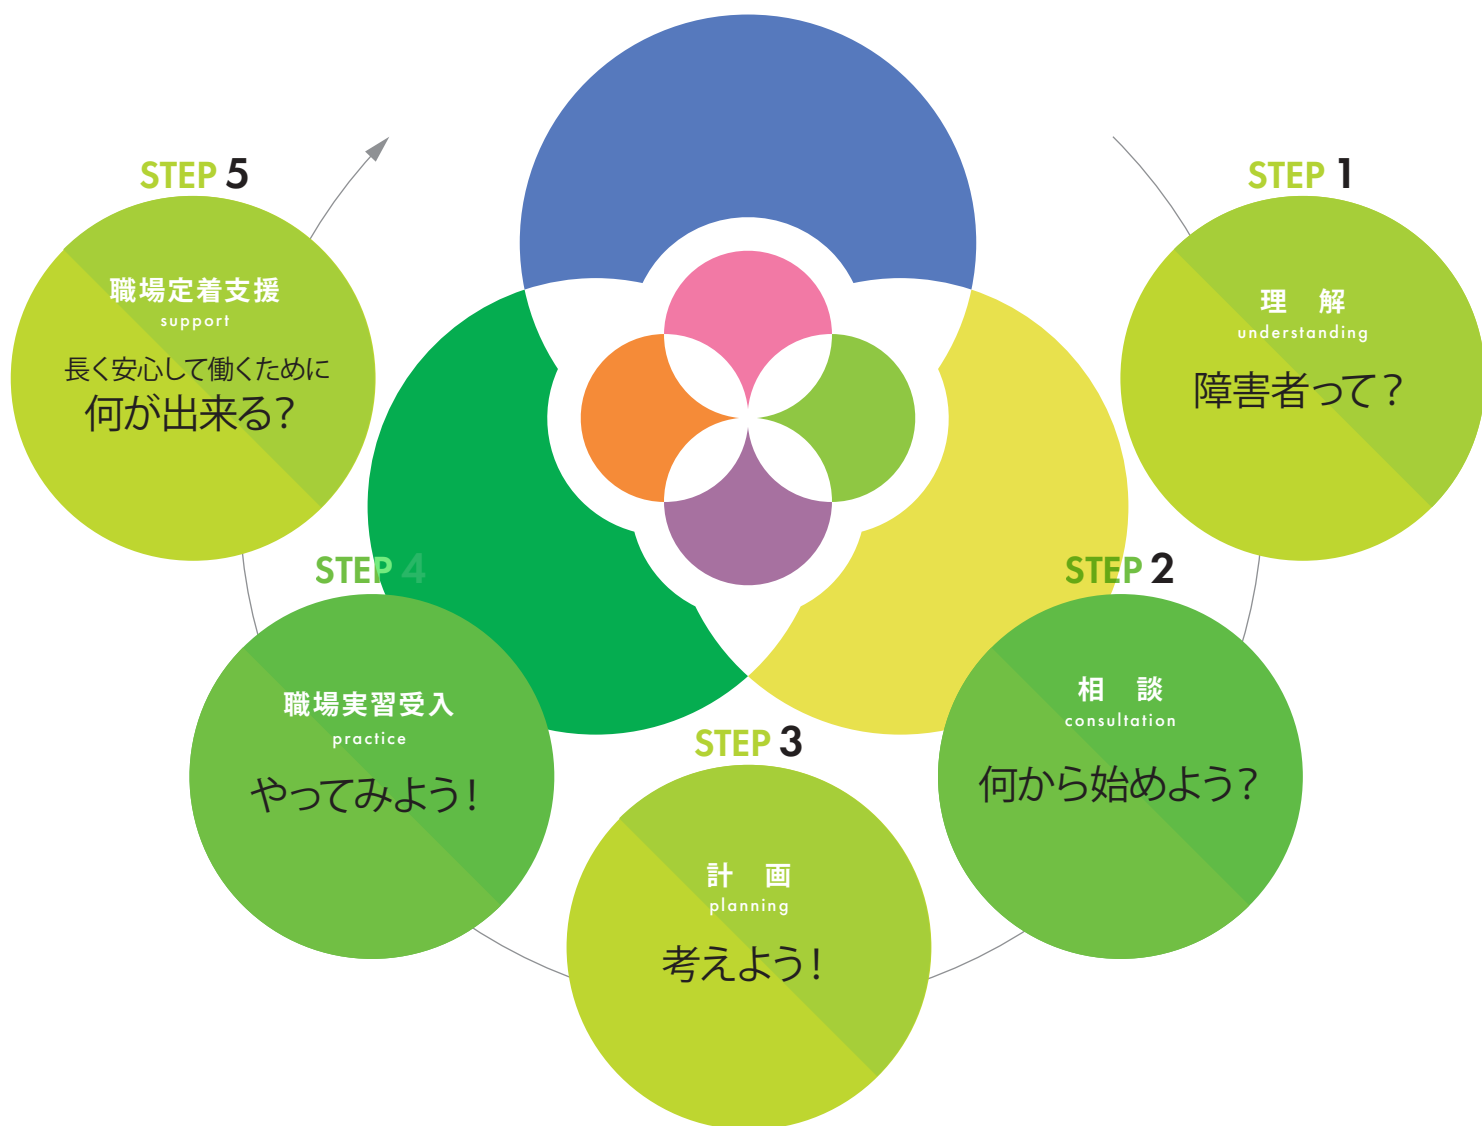 STEP 1
理　解
understanding
障害者って？
STEP 2
相　談
consultation
何から始めよう？
STEP 3
計　画
planning
考えよう！
STEP 4
職場実習受入
practice
やってみよう！
STEP 5
職場定着支援
support
長く安心して働くために
何が出来る？